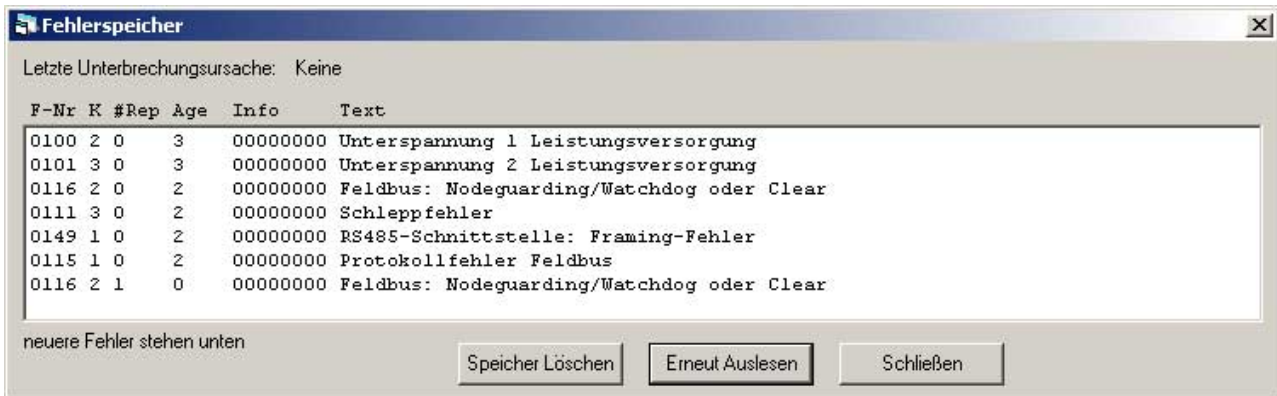 Fehlerspeicher
Letzte Unterbrechungsursache: Keine
F-Nr K #Rep Age Info Text
0100 2 0 3 00000000 Unterspannung 1 Leistungsversorgung
0101 3 0 3 00000000 Unterspannung 2 Leistungsversorgung
0116 2 0 2 00000000 Feldbus: Nodeguarding/Watchdog oder Clear
0111 3 0 2 00000000 Schleppfehler
0149 1 0 2 00000000 RS485-Schnittstelle: Framing-Fehler
0115 1 0 2 00000000 Protokollfehler Feldbus
0116 2 1 0 00000000 Feldbus: Nodeguarding/Watchdog oder Clear
neuere Fehler stehen unten
Speicher Löschen Erneut Auslesen Schließen